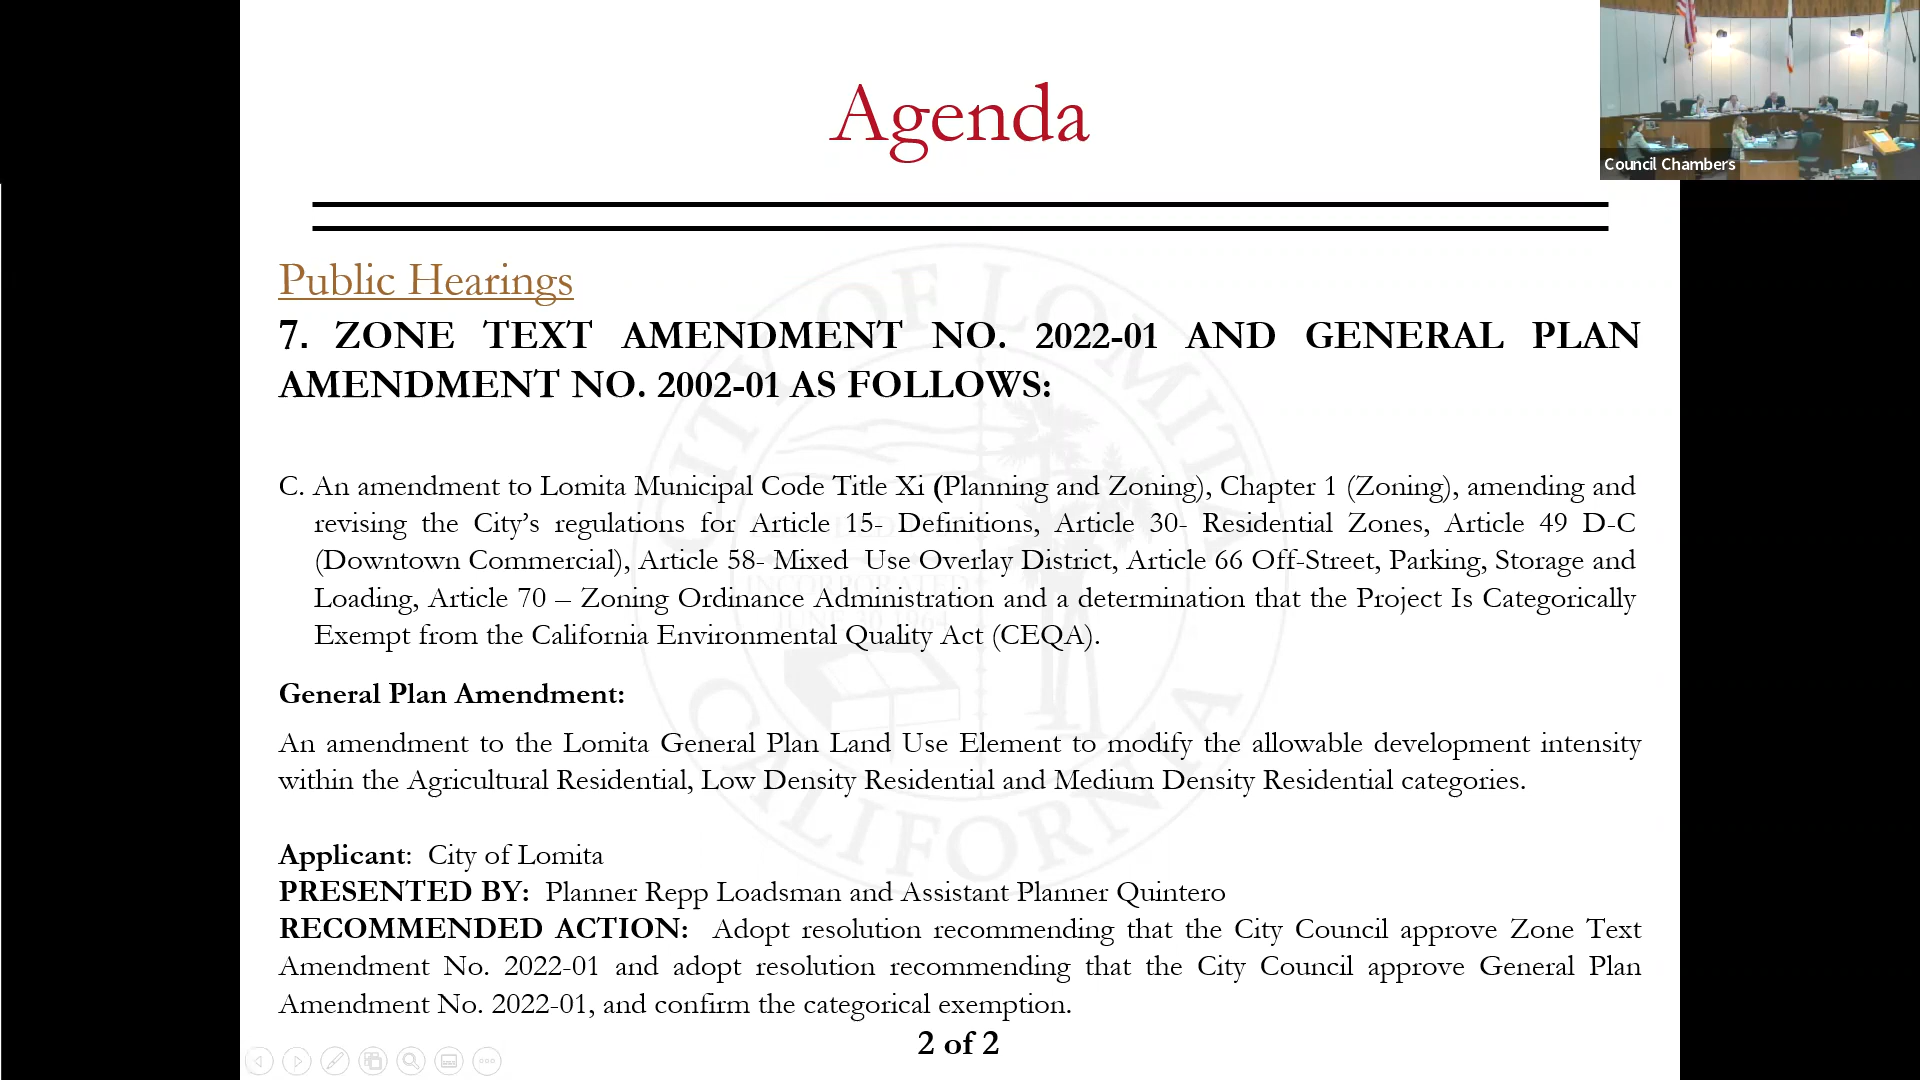 Agenda
Council Chambers
Public Hearings
7. ZONE TEXT AMENDMENT NO. 2022-01 AND GENERAL PLAN
AMENDMENT NO. 2002-01 AS FOLLOWS:
C. An amendment to Lomita Municipal Code Title Xi (Planning and Zoning), Chapter 1 (Zoning), amending and
revising the City’s regulations for Article 15- Definitions, Article 30- Residential Zones, Article 49 D-C
(Downtown Commercial), Article 58- Mixed Use Overlay District, Article 66 Off-Street, Parking, Storage and
Loading, Article 70 – Zoning Ordinance Administration and a determination that the Project Is Categorically
Exempt from the California Environmental Quality Act (CEQA).
General Plan Amendment:
An amendment to the Lomita General Plan Land Use Element to modify the allowable development intensity
within the Agricultural Residential, Low Density Residential and Medium Density Residential categories.
Applicant: City of Lomita
PRESENTED BY: Planner Repp Loadsman and Assistant Planner Quintero
RECOMMENDED ACTION: Adopt resolution recommending that the City Council approve Zone Text
Amendment No. 2022-01 and adopt resolution recommending that the City Council approve General Plan
Amendment No. 2022-01, and confirm the categorical exemption.
2 of 2
CITY OF LOMITA
INCORPORATED
JUNE 30, 1964
CALIFORNIA